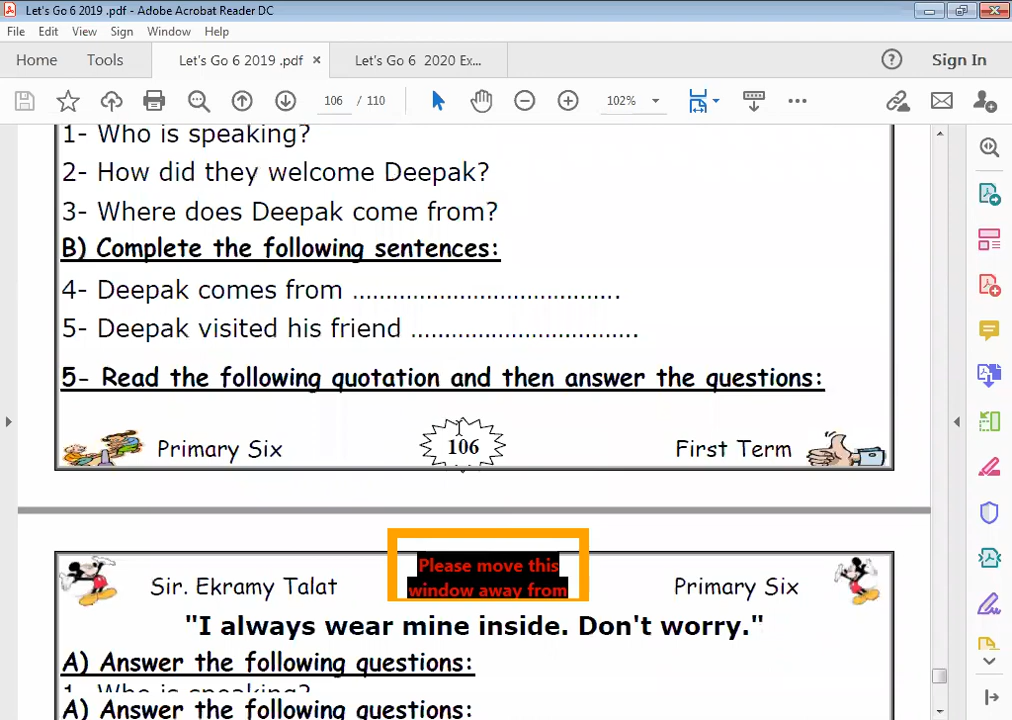 Let's Go 6 2019 .pdf - Adobe Acrobat Reader DC
File Edit View Sign Window Help
Home Tools Let's Go 6 2019 .pdf × Let's Go 6 2020 Ex... Sign In
106 / 110 102%
1- Who is speaking?
2- How did they welcome Deepak?
3- Where does Deepak come from?
B) Complete the following sentences:
4- Deepak comes from ........................................
5- Deepak visited his friend ..................................
5- Read the following quotation and then answer the questions:
Primary Six 106 First Term
Please move this
window away from
Sir. Ekramy Talat Primary Six
"I always wear mine inside. Don't worry."
A) Answer the following questions:
1- Who is speaking?
A) Answer the following questions: